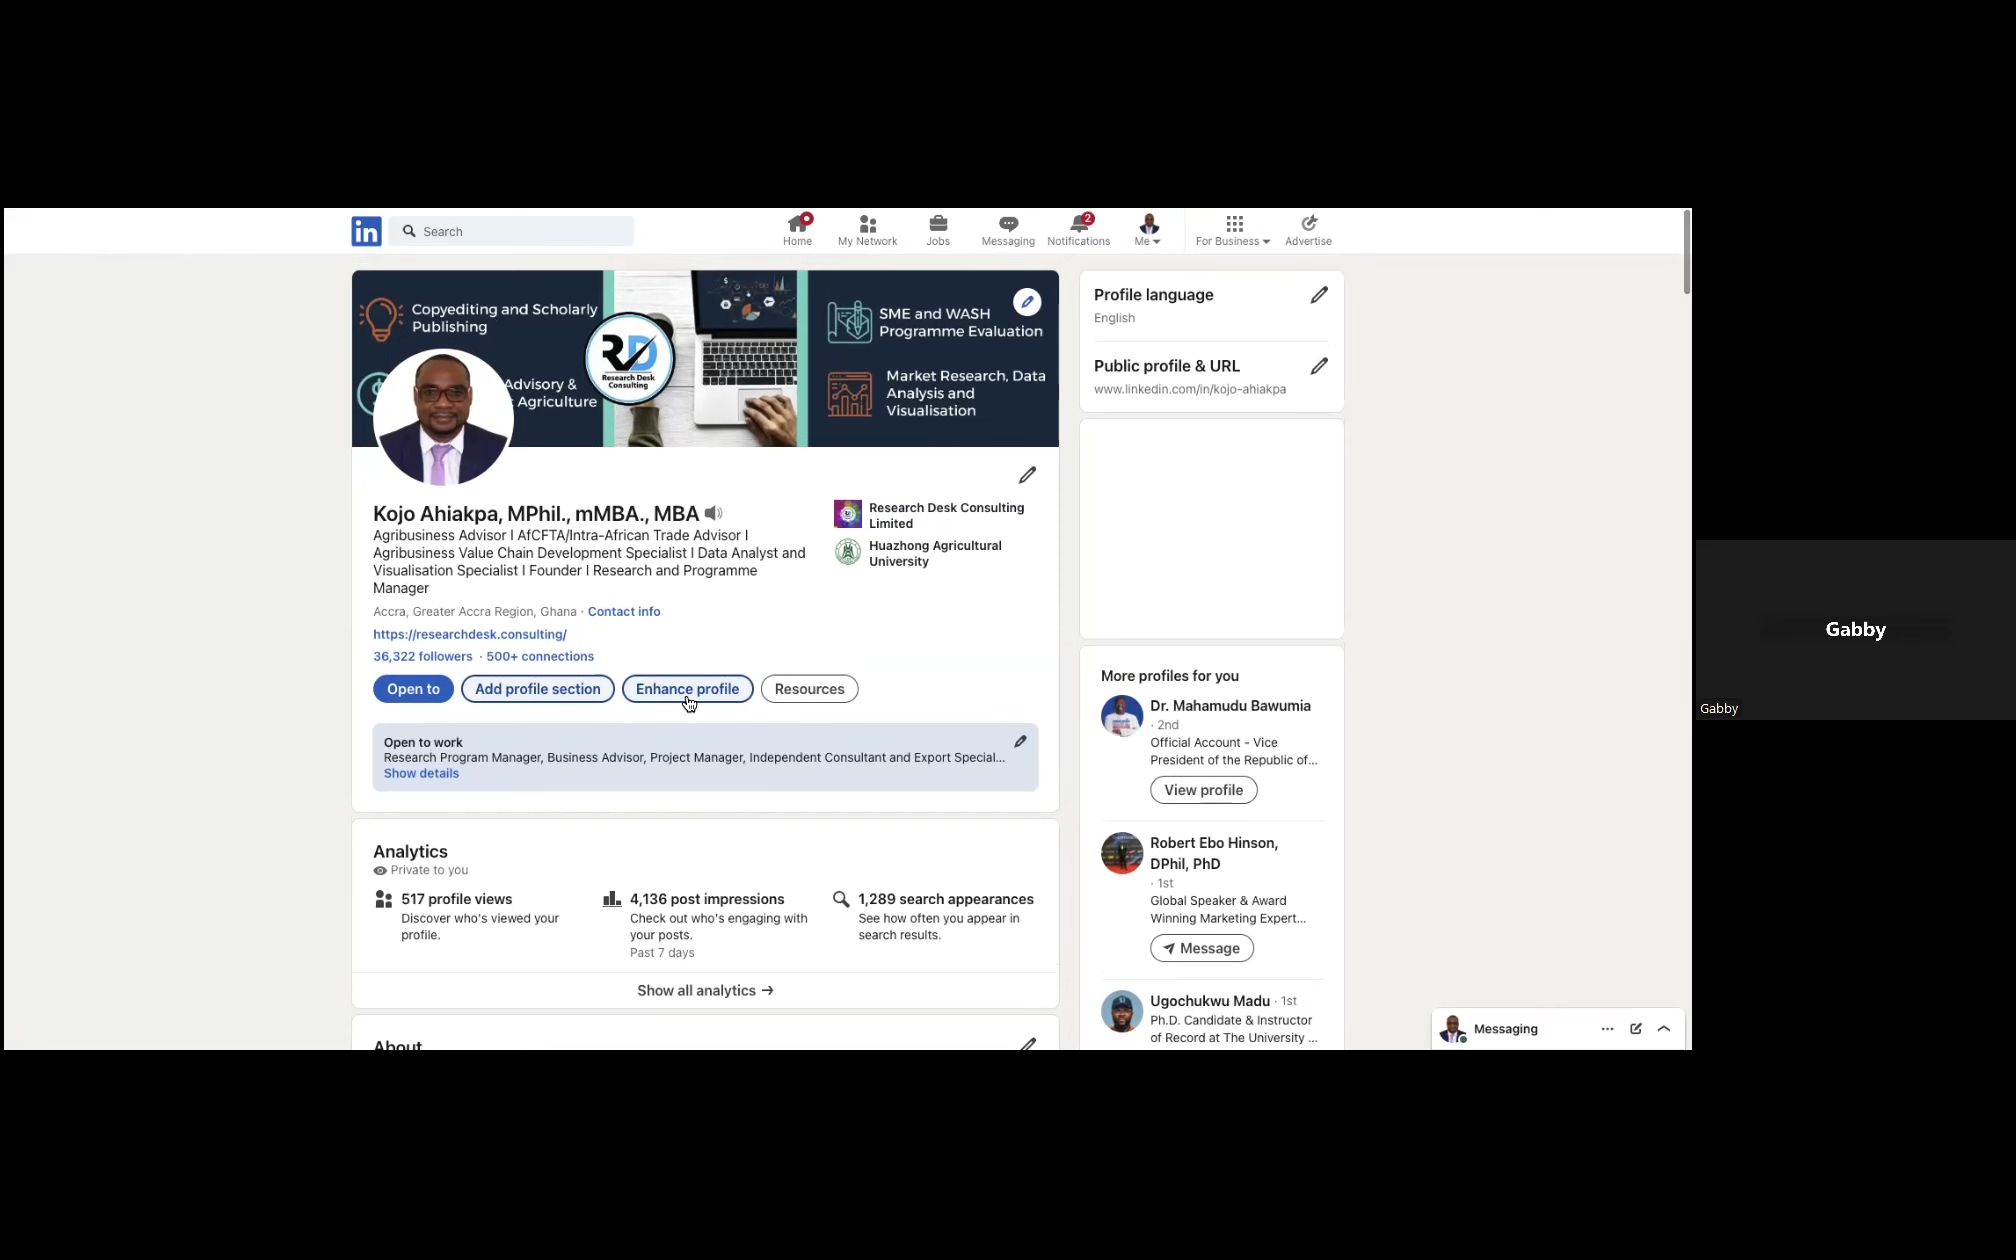 Search
Home
My Network
Jobs
Messaging
2
Notifications
Me
For Business
Advertise
Copyediting and Scholarly
Publishing
Advisory &
Agriculture
RD
Research Desk
Consulting
SME and WASH
Programme Evaluation
Market Research, Data
Analysis and
Visualisation
Kojo Ahiakpa, MPhil., mMBA., MBA
Agribusiness Advisor I AfCFTA/Intra-African Trade Advisor I
Agribusiness Value Chain Development Specialist I Data Analyst and
Visualisation Specialist I Founder I Research and Programme
Manager
Accra, Greater Accra Region, Ghana · Contact info
https://researchdesk.consulting/
36,322 followers · 500+ connections
Research Desk Consulting
Limited
Huazhong Agricultural
University
Open to
Add profile section
Enhance profile
Resources
Open to work
Research Program Manager, Business Advisor, Project Manager, Independent Consultant and Export Special...
Show details
Analytics
Private to you
517 profile views
Discover who's viewed your
profile.
4,136 post impressions
Check out who's engaging with
your posts.
Past 7 days
1,289 search appearances
See how often you appear in
search results.
Show all analytics →
About
Profile language
English
Public profile & URL
www.linkedin.com/in/kojo-ahiakpa
More profiles for you
Dr. Mahamudu Bawumia
· 2nd
Official Account - Vice
President of the Republic of...
View profile
Robert Ebo Hinson,
DPhil, PhD
· 1st
Global Speaker & Award
Winning Marketing Expert...
Message
Ugochukwu Madu · 1st
Ph.D. Candidate & Instructor
of Record at The University ...
Messaging
Gabby
Gabby